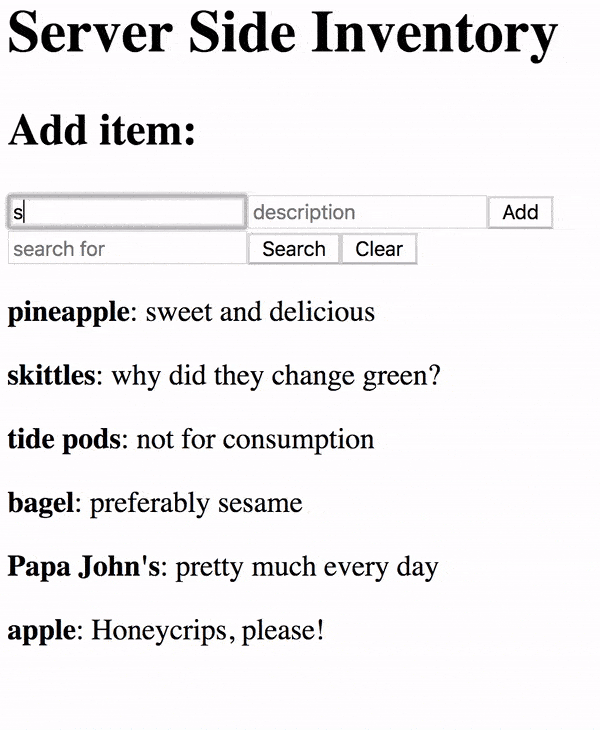 Server Side Inventory
Add item:
s description Add
search for Search Clear
pineapple: sweet and delicious
skittles: why did they change green?
tide pods: not for consumption
bagel: preferably sesame
Papa John's: pretty much every day
apple: Honeycrips, please!